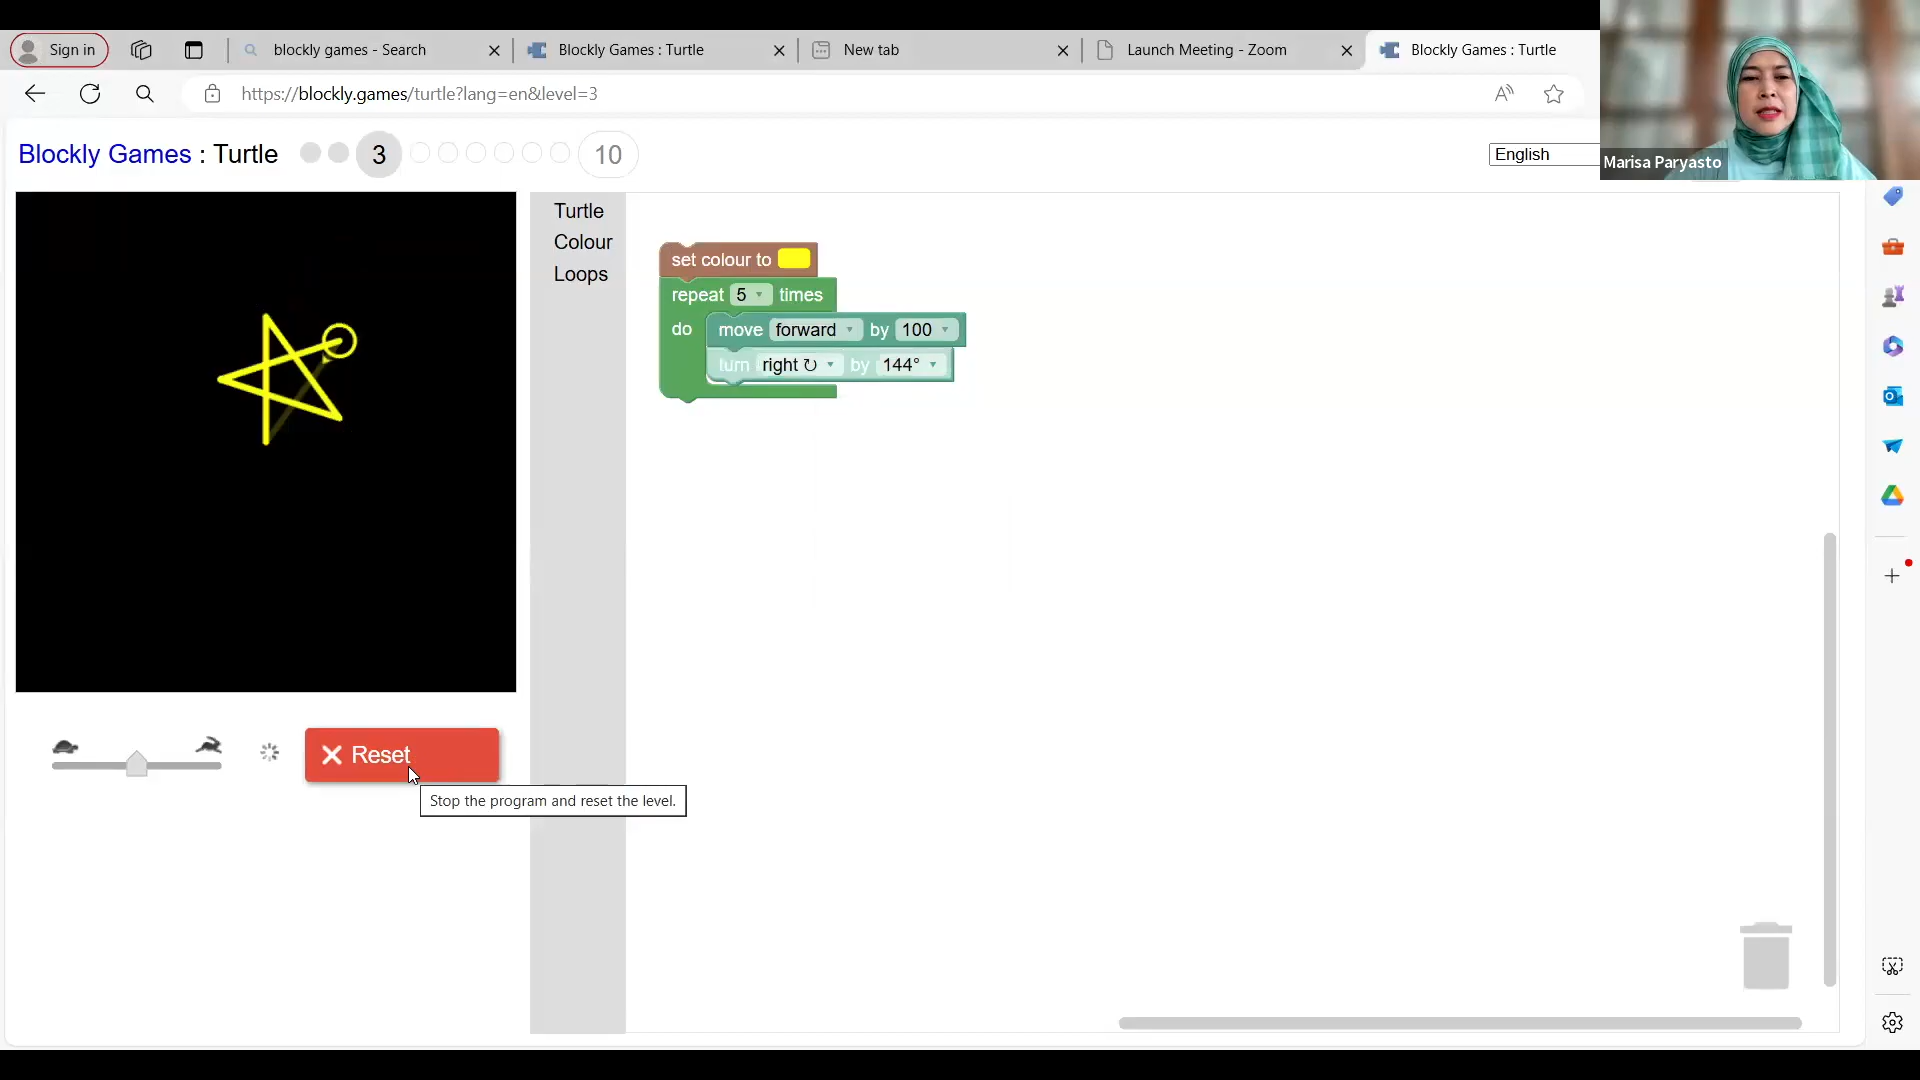 Sign in
blockly games - Search
Blockly Games : Turtle
New tab
Launch Meeting - Zoom
Blockly Games : Turtle
https://blockly.games/turtle?lang=en&level=3
Blockly Games : Turtle
3
10
English
Marisa Paryasto
Turtle
Colour
Loops
set colour to
repeat 5 times
do move forward by 100
turn right ↻ by 144°
Reset
Stop the program and reset the level.